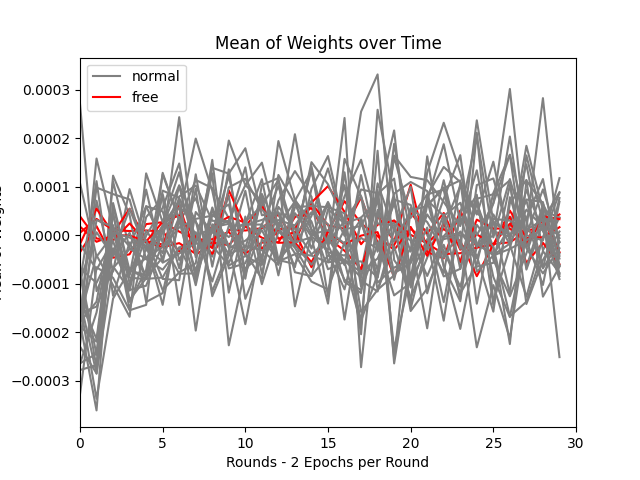 Mean of Weights over Time
normal
free
0.0003
0.0002
0.0001
0.0000
−0.0001
−0.0002
−0.0003
0 5 10 15 20 25 30
Rounds - 2 Epochs per Round